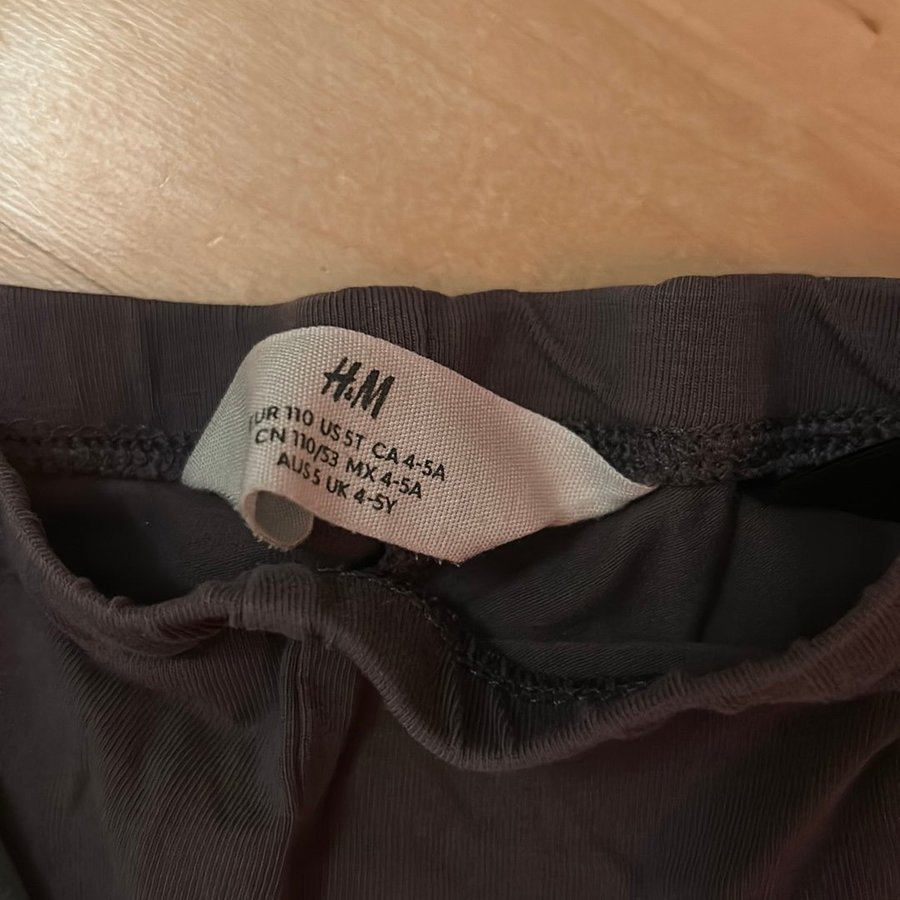 H&M
EUR 110 US 5T CA 4-5A
CN 110/53 MX 4-5A
AUS 5 UK 4-5Y